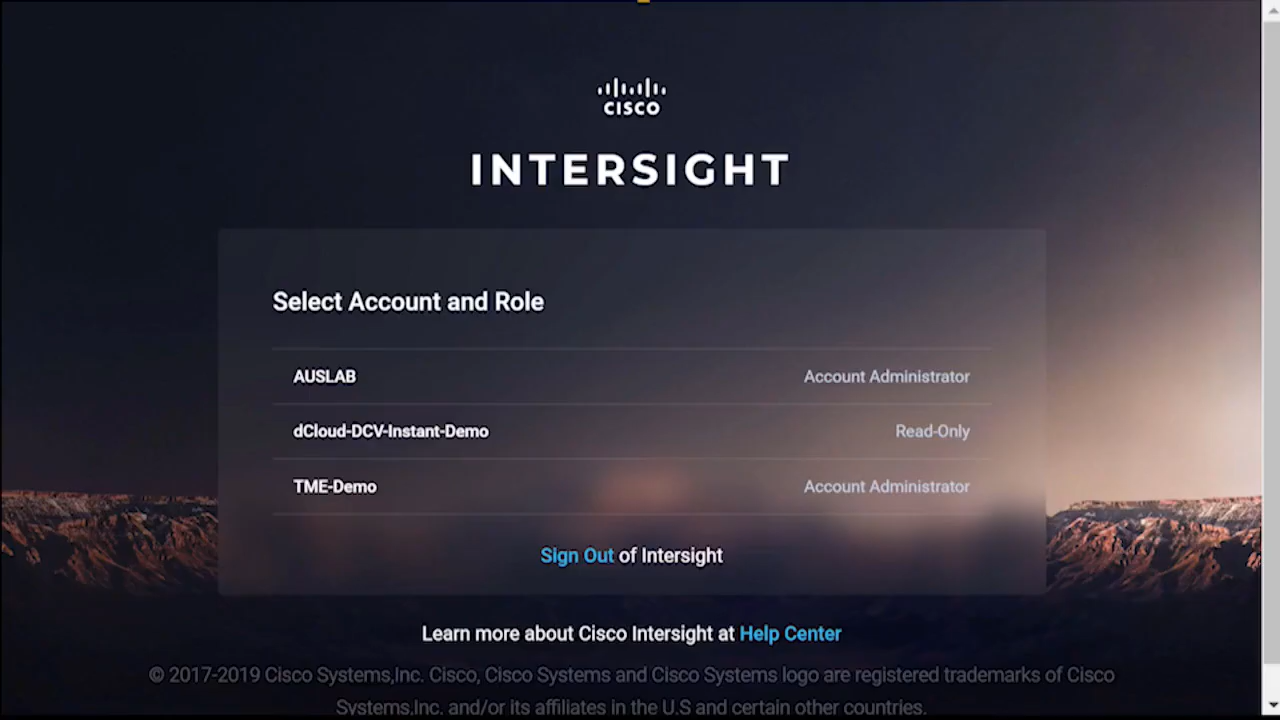 CISCO
INTERSIGHT
Select Account and Role
AUSLAB Account Administrator
dCloud-DCV-Instant-Demo Read-Only
TME-Demo Account Administrator
Sign Out of Intersight
Learn more about Cisco Intersight at Help Center
© 2017-2019 Cisco Systems,Inc. Cisco, Cisco Systems and Cisco Systems logo are registered trademarks of Cisco
Systems,Inc. and/or its affiliates in the U.S and certain other countries.